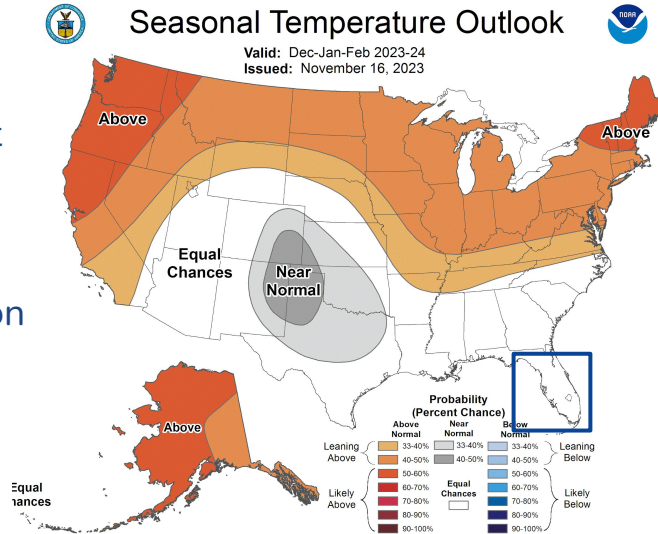 Seasonal Temperature Outlook
NOAA
Valid: Dec-Jan-Feb 2023-24
Issued: November 16, 2023
Above
Above
Equal
Chances
Near
Normal
on
Above
Equal
hances
Probability
(Percent Chance)
Above Normal
Near Normal
Below Normal
Leaning Above
33-40% 33-40% 33-40%
40-50% 40-50% 40-50%
Leaning Below
Likely Above
50-60% 50-60%
60-70% 60-70%
70-80% 70-80%
80-90% 80-90%
90-100% 90-100%
Equal Chances
Likely Below